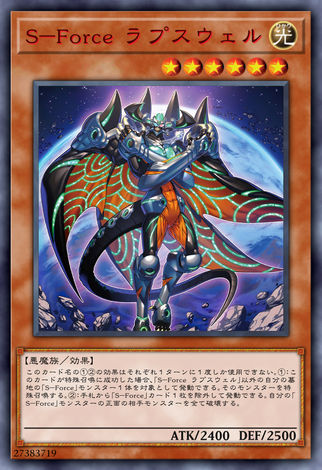 S－Force ラプスウェル
光
【悪魔族／効果】
このカード名の①②の効果はそれぞれ１ターンに１度しか使用できない。①：こ
のカードが特殊召喚に成功した場合、「S－Force ラプスウェル」以外の自分の墓
地の「S－Force」モンスター１体を対象として発動できる。そのモンスターを特
殊召喚する。②：手札から「S－Force」カード１枚を除外して発動できる。自分の「
S－Force」モンスターの正面の相手モンスターを全て破壊する。
ATK/2400 DEF/2500
27383719